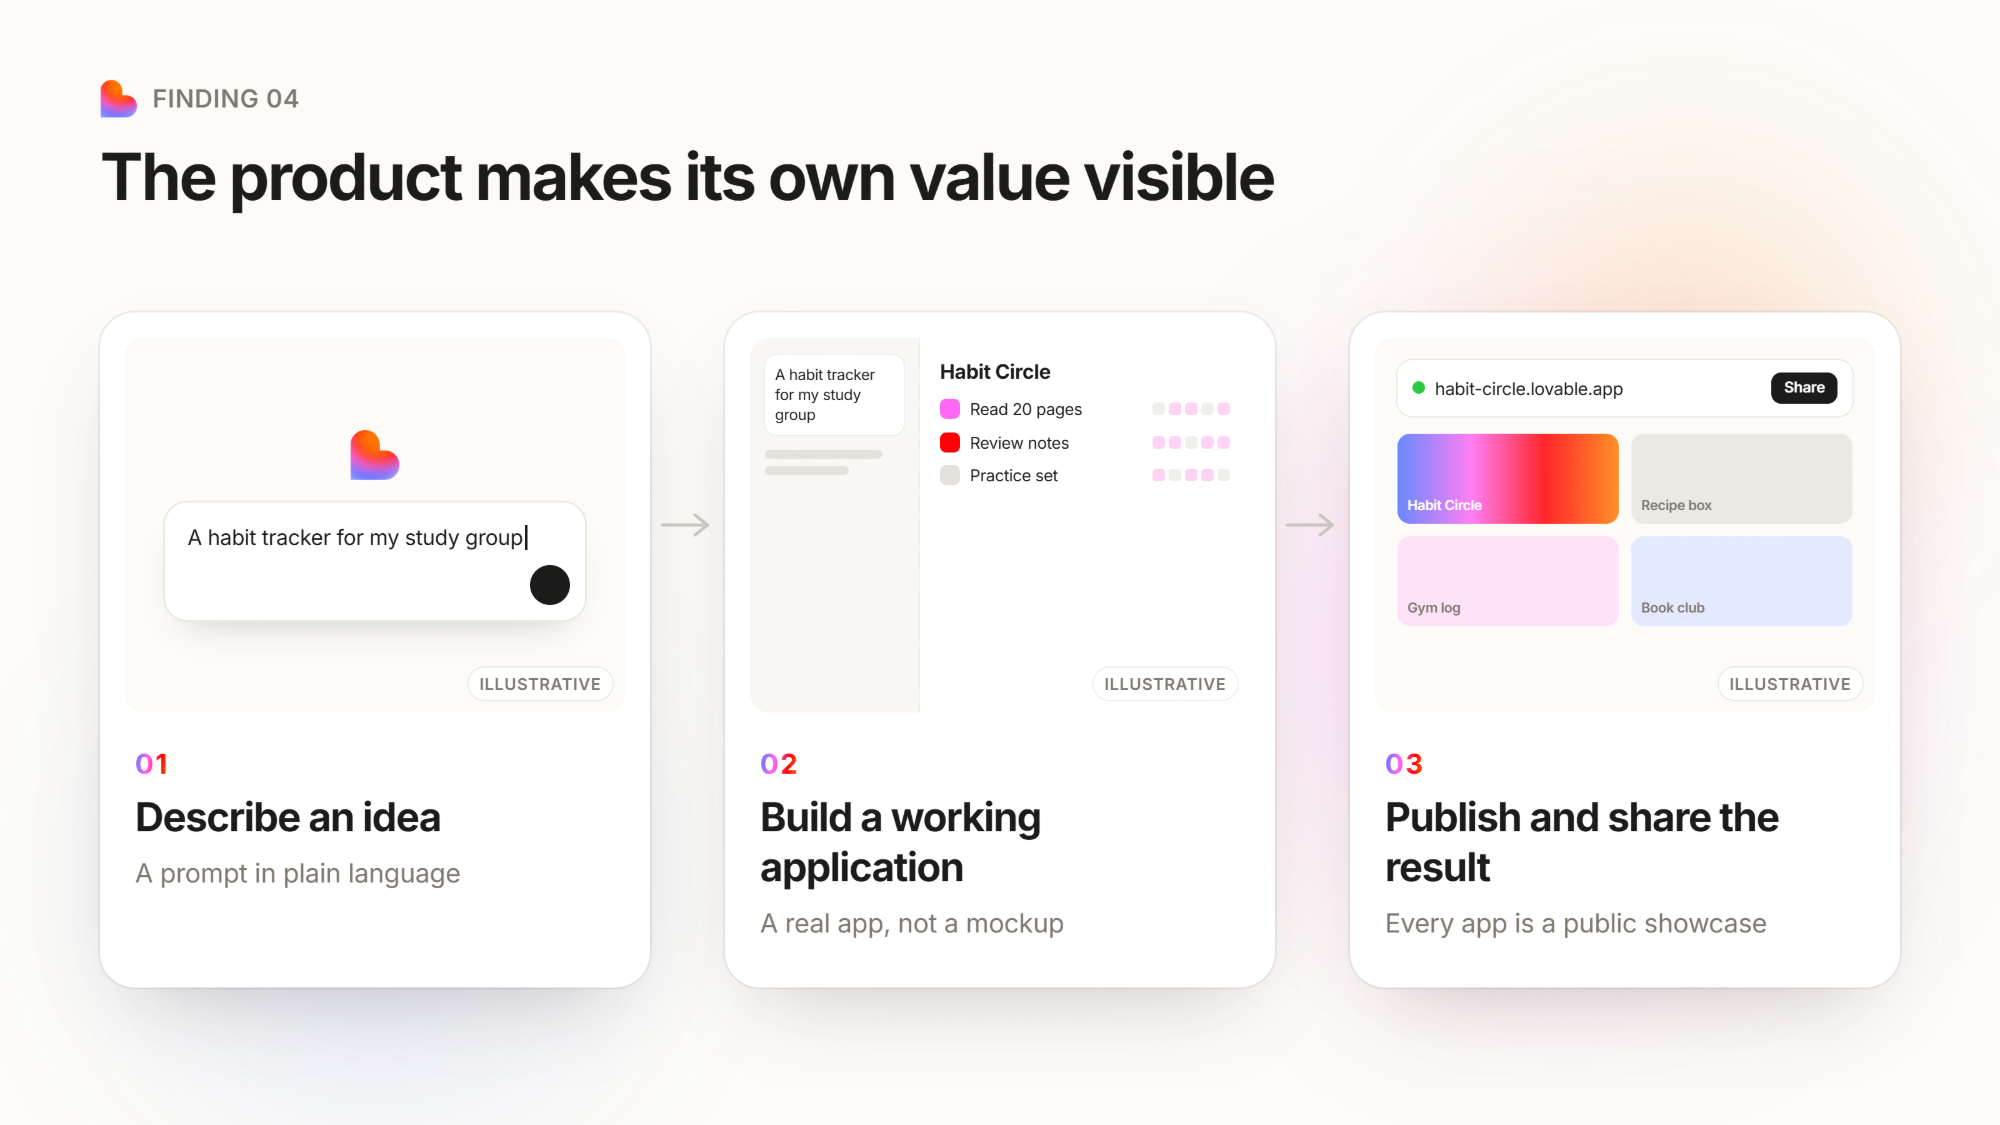 FINDING 04
The product makes its own value visible
A habit tracker for my study group
ILLUSTRATIVE
01
Describe an idea
A prompt in plain language
A habit tracker
for my study
group
Habit Circle
Read 20 pages
Review notes
Practice set
ILLUSTRATIVE
02
Build a working
application
A real app, not a mockup
habit-circle.lovable.app
Share
Habit Circle
Recipe box
Gym log
Book club
ILLUSTRATIVE
03
Publish and share the
result
Every app is a public showcase